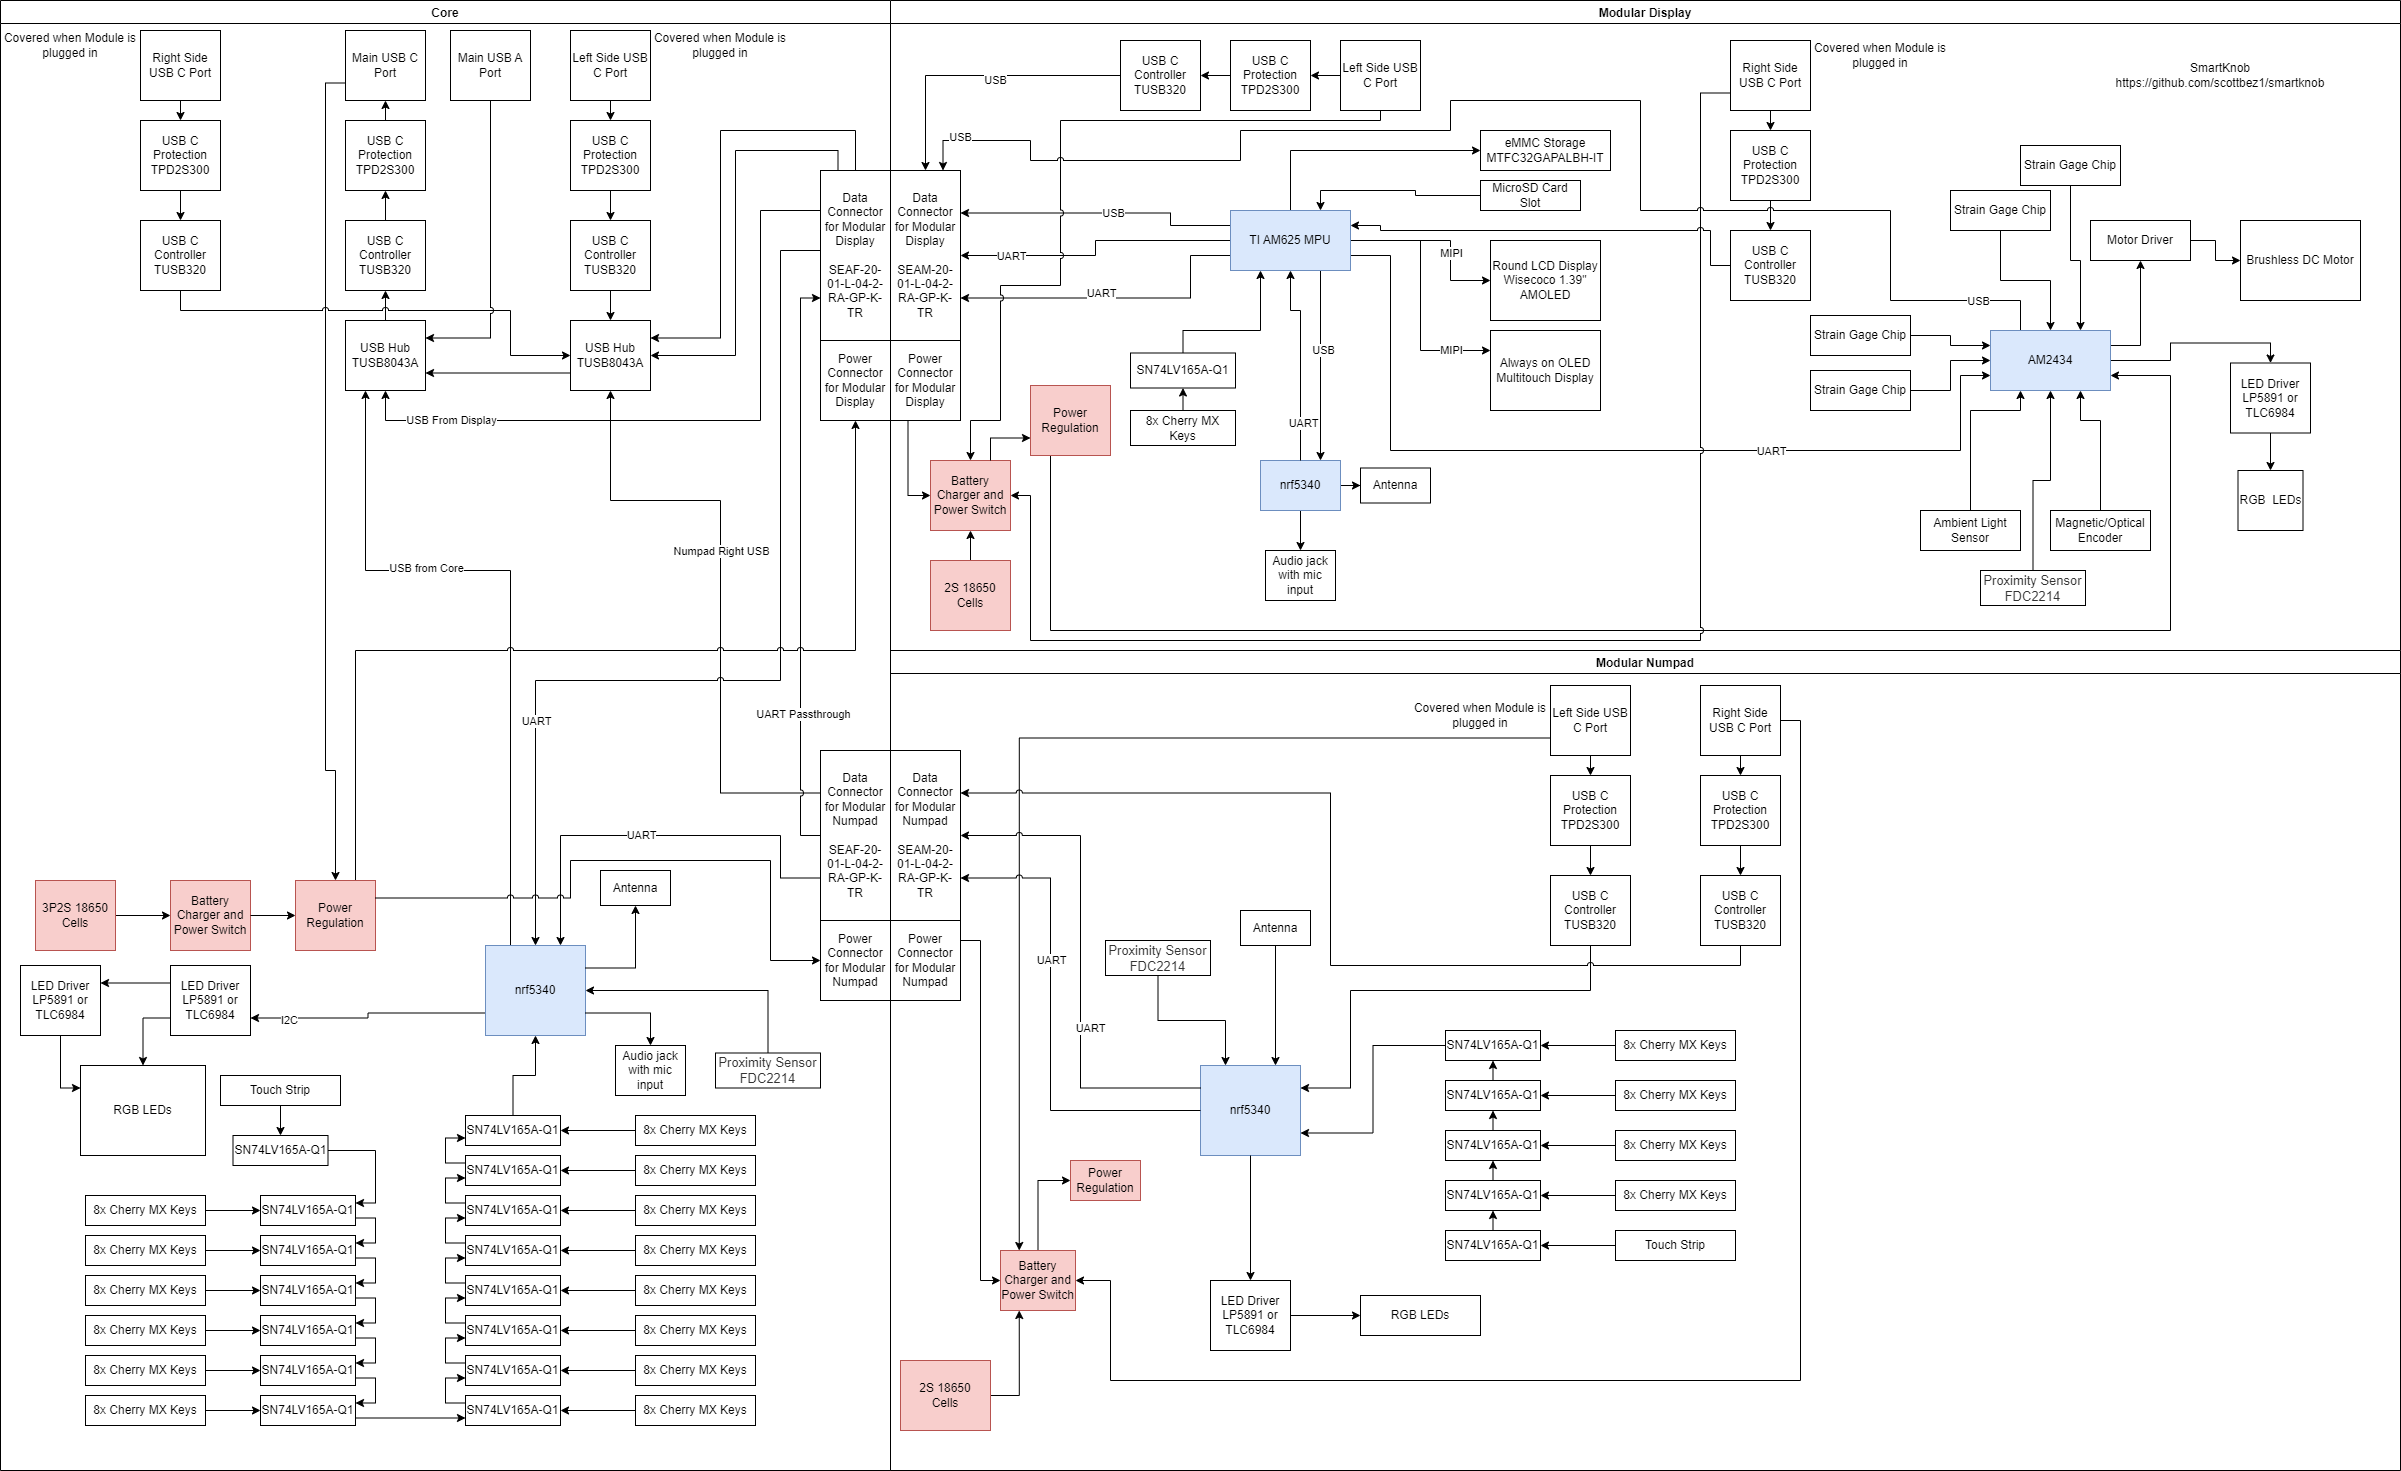 Core
Covered when Module is
plugged in
Right Side
USB C Port
Main USB C
Port
Main USB A
Port
Left Side USB
C Port
Covered when Module is
plugged in
USB C
Protection
TPD2S300
USB C
Protection
TPD2S300
USB C
Protection
TPD2S300
USB C
Controller
TUSB320
USB C
Controller
TUSB320
USB C
Controller
TUSB320
USB Hub
TUSB8043A
USB Hub
TUSB8043A
USB From Display
USB from Core
Numpad Right USB
UART
UART Passthrough
UART
Data
Connector
for Modular
Display
SEAF-20-
01-L-04-2-
RA-GP-K-
TR
Power
Connector
for Modular
Display
Data
Connector
for Modular
Numpad
SEAF-20-
01-L-04-2-
RA-GP-K-
TR
Power
Connector
for Modular
Numpad
3P2S 18650
Cells
Battery
Charger and
Power Switch
Power
Regulation
Antenna
LED Driver
LP5891 or
TLC6984
LED Driver
LP5891 or
TLC6984
I2C
nrf5340
Audio jack
with mic
input
Proximity Sensor
FDC2214
RGB LEDs
Touch Strip
SN74LV165A-Q1
SN74LV165A-Q1
8x Cherry MX Keys
SN74LV165A-Q1
8x Cherry MX Keys
8x Cherry MX Keys
SN74LV165A-Q1
SN74LV165A-Q1
8x Cherry MX Keys
8x Cherry MX Keys
SN74LV165A-Q1
SN74LV165A-Q1
8x Cherry MX Keys
8x Cherry MX Keys
SN74LV165A-Q1
SN74LV165A-Q1
8x Cherry MX Keys
8x Cherry MX Keys
SN74LV165A-Q1
SN74LV165A-Q1
8x Cherry MX Keys
8x Cherry MX Keys
SN74LV165A-Q1
SN74LV165A-Q1
8x Cherry MX Keys
8x Cherry MX Keys
SN74LV165A-Q1
SN74LV165A-Q1
8x Cherry MX Keys
Modular Display
USB
USB C
Controller
TUSB320
USB C
Protection
TPD2S300
Left Side USB
C Port
Right Side
USB C Port
Covered when Module is
plugged in
SmartKnob
https://github.com/scottbez1/smartknob
USB
eMMC Storage
MTFC32GAPALBH-IT
MicroSD Card
Slot
USB C
Protection
TPD2S300
USB C
Controller
TUSB320
Strain Gage Chip
Strain Gage Chip
Motor Driver
Brushless DC Motor
Data
Connector
for Modular
Display
SEAM-20-
01-L-04-2-
RA-GP-K-
TR
Power
Connector
for Modular
Display
USB
UART
UART
TI AM625 MPU
MIPI
Round LCD Display
Wisecoco 1.39"
AMOLED
MIPI
Always on OLED
Multitouch Display
USB
Strain Gage Chip
Strain Gage Chip
AM2434
LED Driver
LP5891 or
TLC6984
RGB  LEDs
SN74LV165A-Q1
8x Cherry MX
Keys
USB
UART
UART
Power
Regulation
Battery
Charger and
Power Switch
2S 18650
Cells
nrf5340
Antenna
Audio jack
with mic
input
Ambient Light
Sensor
Magnetic/Optical
Encoder
Proximity Sensor
FDC2214
Modular Numpad
Covered when Module is
plugged in
Left Side USB
C Port
Right Side
USB C Port
USB C
Protection
TPD2S300
USB C
Protection
TPD2S300
USB C
Controller
TUSB320
USB C
Controller
TUSB320
Data
Connector
for Modular
Numpad
SEAM-20-
01-L-04-2-
RA-GP-K-
TR
Power
Connector
for Modular
Numpad
UART
UART
Proximity Sensor
FDC2214
Antenna
nrf5340
SN74LV165A-Q1
8x Cherry MX Keys
SN74LV165A-Q1
8x Cherry MX Keys
SN74LV165A-Q1
8x Cherry MX Keys
SN74LV165A-Q1
8x Cherry MX Keys
SN74LV165A-Q1
Touch Strip
Power
Regulation
Battery
Charger and
Power Switch
2S 18650
Cells
LED Driver
LP5891 or
TLC6984
RGB LEDs